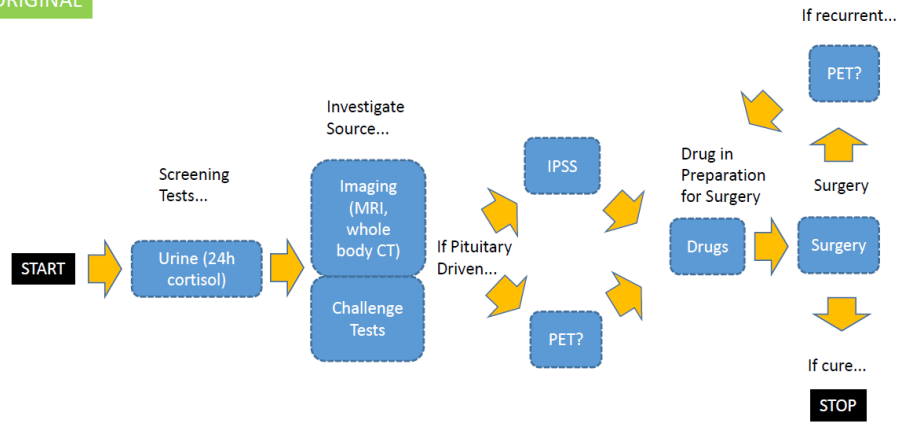 ORIGINAL
START
Screening
Tests...
Urine (24h
cortisol)
Investigate
Source...
Imaging
(MRI,
whole
body CT)
Challenge
Tests
If Pituitary
Driven...
IPSS
PET?
Drug in
Preparation
for Surgery
Drugs
If recurrent...
PET?
Surgery
Surgery
If cure...
STOP